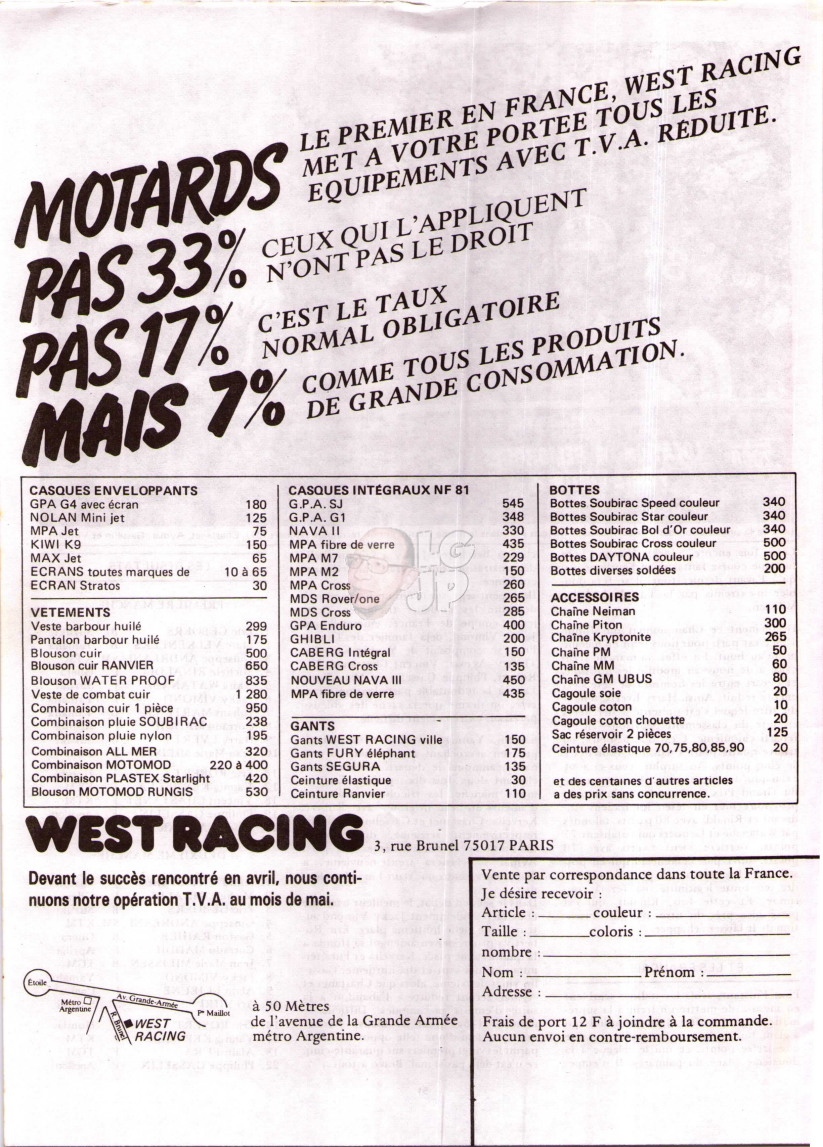 MOTARDS
LE PREMIER EN FRANCE, WEST RACING
MET A VOTRE PORTEE TOUS LES
EQUIPEMENTS AVEC T.V.A. RÉDUITE.
PAS 33%
CEUX QUI L'APPLIQUENT
N'ONT PAS LE DROIT
PAS 17%
C'EST LE TAUX
NORMAL OBLIGATOIRE
MAIS 7%
COMME TOUS LES PRODUITS
DE GRANDE CONSOMMATION.
CASQUES ENVELOPPANTS
GPA G4 avec écran 180
NOLAN Mini jet 125
MPA Jet 75
KIWI K9 150
MAX Jet 65
ECRANS toutes marques de 10 à 65
ECRAN Stratos 30
VETEMENTS
Veste barbour huilé 299
Pantalon barbour huilé 175
Blouson cuir 500
Blouson cuir RANVIER 650
Blouson WATER PROOF 835
Veste de combat cuir 1 280
Combinaison cuir 1 pièce 950
Combinaison pluie SOUBIRAC 238
Combinaison pluie nylon 195
Combinaison ALL MER 320
Combinaison MOTOMOD 220 à 400
Combinaison PLASTEX Starlight 420
Blouson MOTOMOD RUNGIS 530
CASQUES INTÉGRAUX NF 81
G.P.A. SJ 545
G.P.A. G1 348
NAVA II 330
MPA fibre de verre 435
MPA M7 229
MPA M2 150
MPA Cross 260
MDS Rover/one 265
MDS Cross 285
GPA Enduro 400
GHIBLI 200
CABERG Intégral 150
CABERG Cross 135
NOUVEAU NAVA III 450
MPA fibre de verre 435
GANTS
Gants WEST RACING ville 150
Gants FURY éléphant 175
Gants SEGURA 135
Ceinture élastique 30
Ceinture Ranvier 110
BOTTES
Bottes Soubirac Speed couleur 340
Bottes Soubirac Star couleur 340
Bottes Soubirac Bol d'Or couleur 340
Bottes Soubirac Cross couleur 500
Bottes DAYTONA couleur 500
Bottes diverses soldées 200
ACCESSOIRES
Chaîne Neiman 110
Chaîne Piton 300
Chaîne Kryptonite 265
Chaîne PM 50
Chaîne MM 60
Chaîne GM UBUS 80
Cagoule soie 20
Cagoule coton 10
Cagoule coton chouette 20
Sac réservoir 2 pièces 125
Ceinture élastique 70,75,80,85,90 20
et des centaines d'autres articles
a des prix sans concurrence.
LG
JP
WEST RACING 3, rue Brunel 75017 PARIS
Devant le succès rencontré en avril, nous conti-
nuons notre opération T.V.A. au mois de mai.
Étoile
Métro
Argentine
Av. Grande-Armée
Pte Maillot
R. Brunel
WEST
RACING
à 50 Mètres
de l'avenue de la Grande Armée
métro Argentine.
Vente par correspondance dans toute la France.
Je désire recevoir :
Article : couleur :
Taille : coloris :
nombre :
Nom : Prénom :
Adresse :
Frais de port 12 F à joindre à la commande.
Aucun envoi en contre-remboursement.